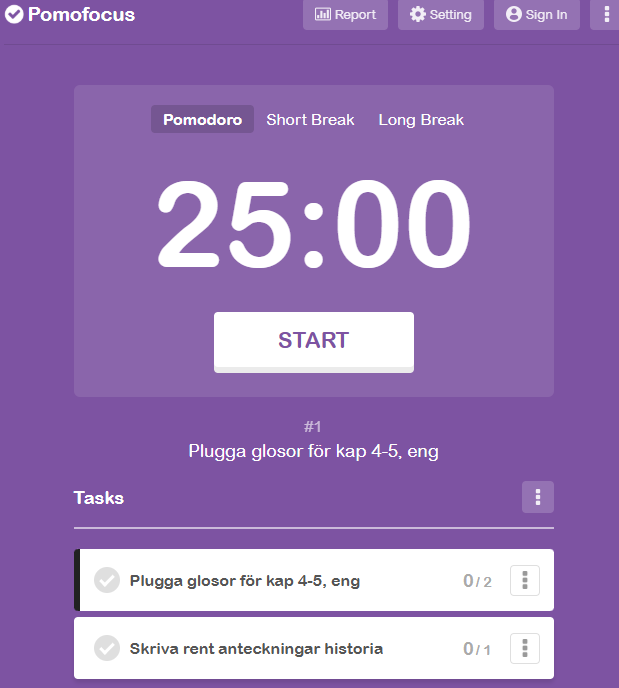 Pomofocus
Report
Setting
Sign In
Pomodoro
Short Break
Long Break
25:00
START
#1
Plugga glosor för kap 4-5, eng
Tasks
Plugga glosor för kap 4-5, eng 0/ 2
Skriva rent anteckningar historia 0/ 1